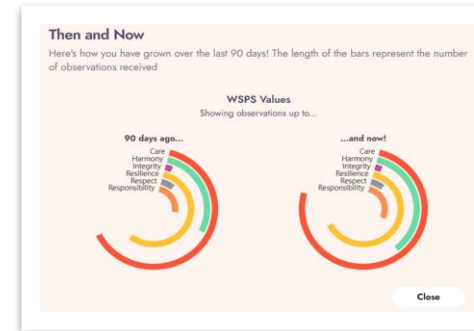 Then and Now
Here's how you have grown over the last 90 days! The length of the bars represent the number
of observations received
WSPS Values
Showing observations up to...
90 days ago...
Care
Harmony
Integrity
Resilience
Respect
Responsibility
...and now!
Care
Harmony
Integrity
Resilience
Respect
Responsibility
Close